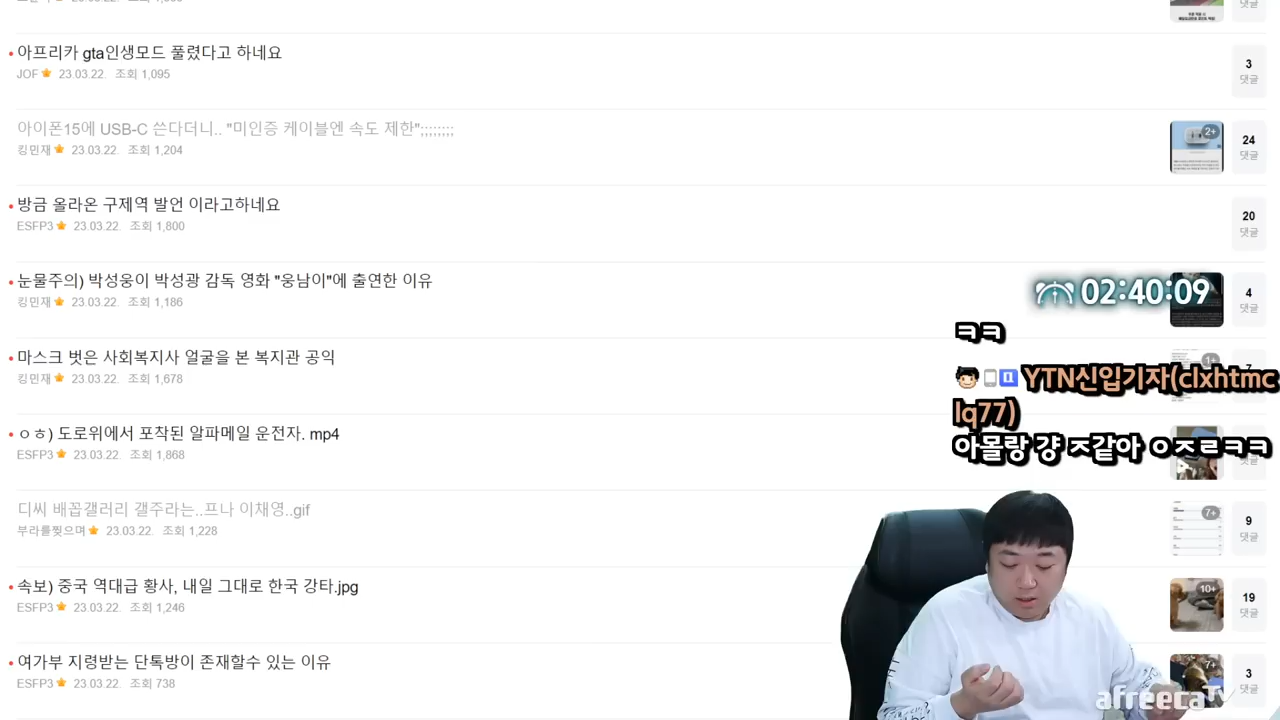 아프리카 gta인생모드 풀렸다고 하네요
JOF 23.03.22. 조회 1,095
3
댓글
아이폰15에 USB-C 쓴다더니.. "미인증 케이블엔 속도 제한";;;;;;;;
킹민재 23.03.22. 조회 1,204
2+
24
댓글
방금 올라온 구제역 발언 이라고하네요
ESFP3 23.03.22. 조회 1,800
20
댓글
눈물주의) 박성웅이 박성광 감독 영화 "웅남이"에 출연한 이유
킹민재 23.03.22. 조회 1,186
02:40:09
4
댓글
ㅋㅋ
마스크 벗은 사회복지사 얼굴을 본 복지관 공익
킹민재 23.03.22. 조회 1,678
1+
YTN신입기자(clxhtmc
lq77)
아몰랑 걍 ㅈ같아 ㅇㅈㄹㅋㅋ
ㅇㅎ) 도로위에서 포착된 알파메일 운전자. mp4
ESFP3 23.03.22. 조회 1,868
댓글
디씨 배꼽갤러리 갤주라는..프나 이채영..gif
부라를찢으며 23.03.22. 조회 1,228
7+
9
댓글
속보) 중국 역대급 황사, 내일 그대로 한국 강타.jpg
ESFP3 23.03.22. 조회 1,246
10+
19
댓글
여가부 지령받는 단톡방이 존재할수 있는 이유
ESFP3 23.03.22. 조회 738
7+
3
댓글
afreecaTV